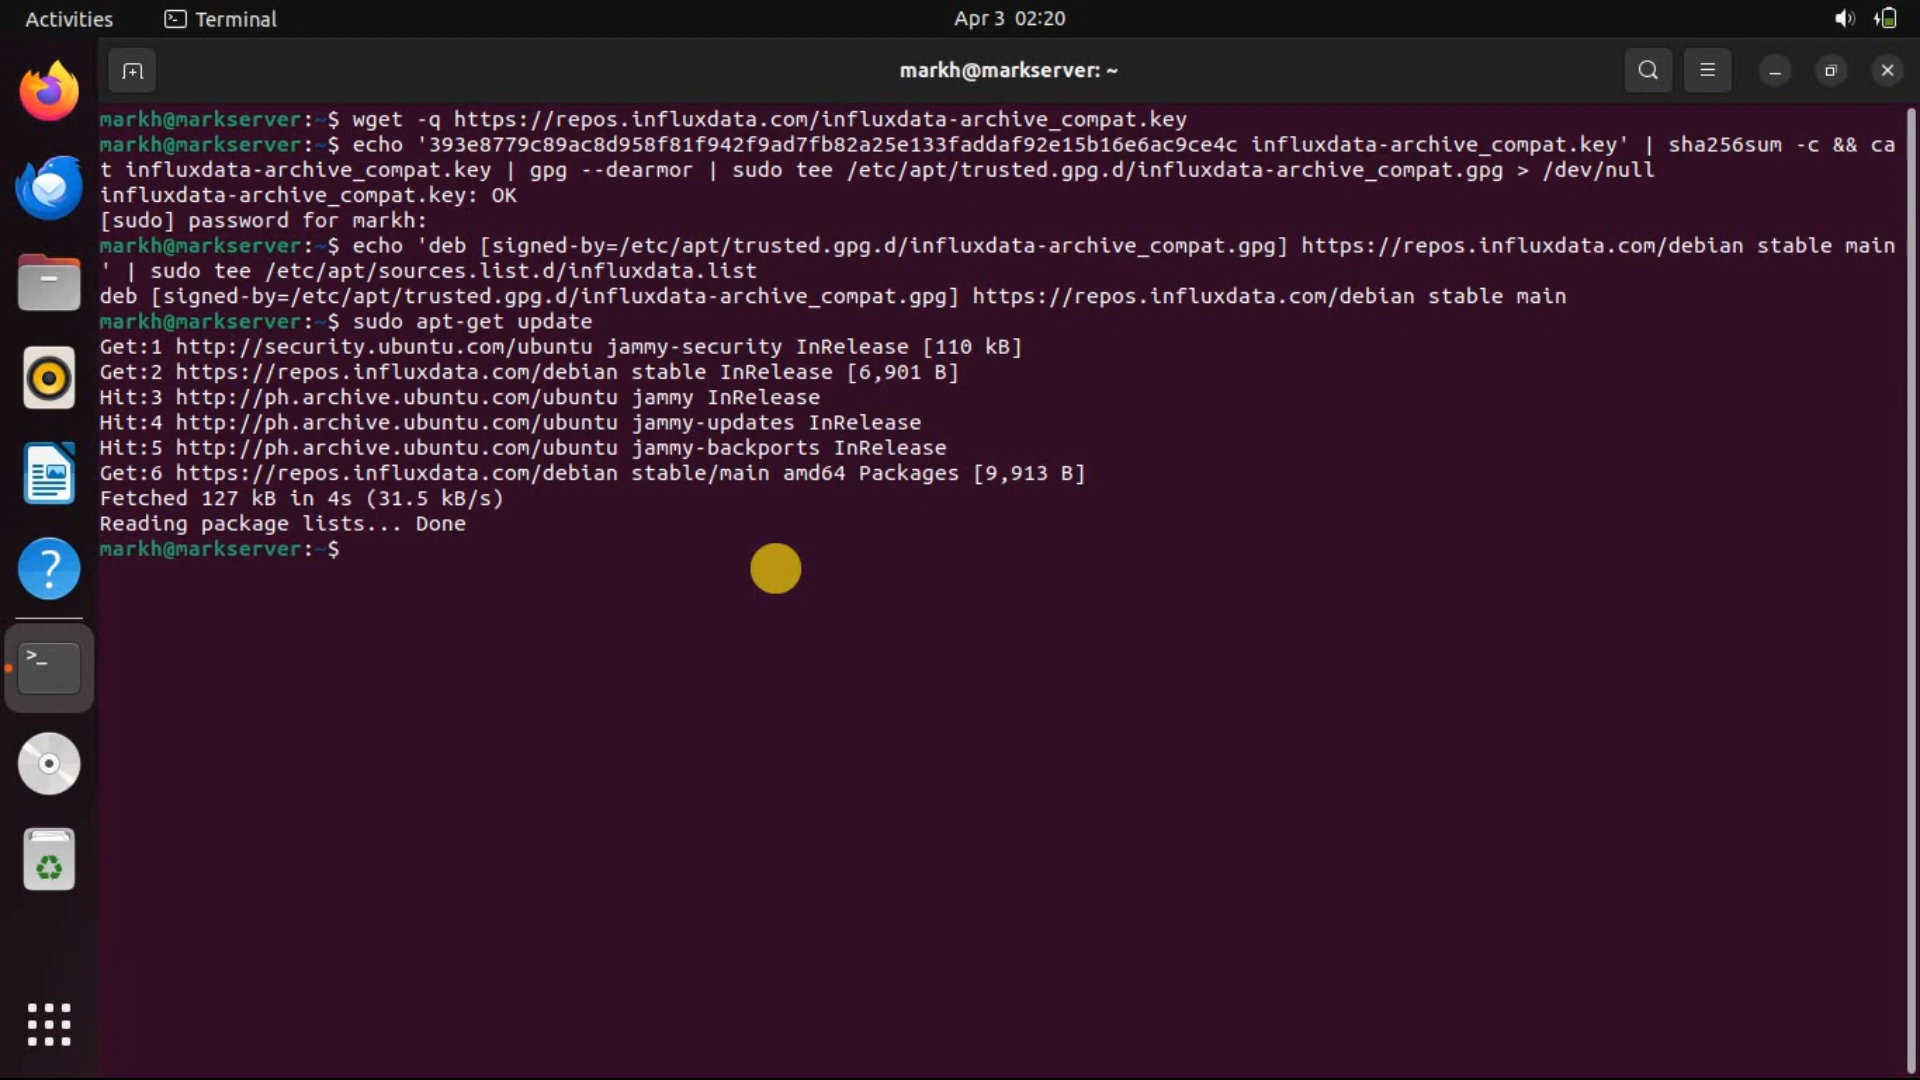 Activities
Terminal
Apr 3 02:20
markh@markserver: ~
markh@markserver:~$ wget -q https://repos.influxdata.com/influxdata-archive_compat.key
markh@markserver:~$ echo '393e8779c89ac8d958f81f942f9ad7fb82a25e133faddaf92e15b16e6ac9ce4c influxdata-archive_compat.key' | sha256sum -c && ca
t influxdata-archive_compat.key | gpg --dearmor | sudo tee /etc/apt/trusted.gpg.d/influxdata-archive_compat.gpg > /dev/null
influxdata-archive_compat.key: OK
[sudo] password for markh:
markh@markserver:~$ echo 'deb [signed-by=/etc/apt/trusted.gpg.d/influxdata-archive_compat.gpg] https://repos.influxdata.com/debian stable main
' | sudo tee /etc/apt/sources.list.d/influxdata.list
deb [signed-by=/etc/apt/trusted.gpg.d/influxdata-archive_compat.gpg] https://repos.influxdata.com/debian stable main
markh@markserver:~$ sudo apt-get update
Get:1 http://security.ubuntu.com/ubuntu jammy-security InRelease [110 kB]
Get:2 https://repos.influxdata.com/debian stable InRelease [6,901 B]
Hit:3 http://ph.archive.ubuntu.com/ubuntu jammy InRelease
Hit:4 http://ph.archive.ubuntu.com/ubuntu jammy-updates InRelease
Hit:5 http://ph.archive.ubuntu.com/ubuntu jammy-backports InRelease
Get:6 https://repos.influxdata.com/debian stable/main amd64 Packages [9,913 B]
Fetched 127 kB in 4s (31.5 kB/s)
Reading package lists... Done
markh@markserver:~$